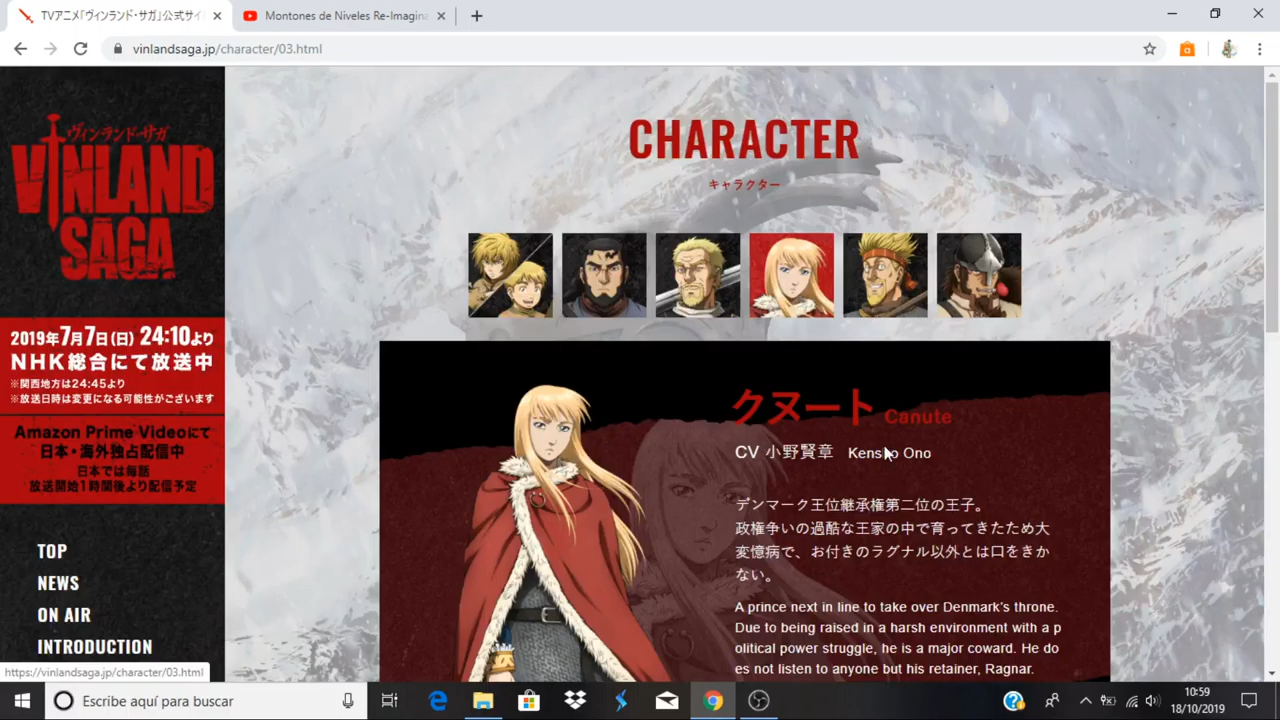 TVアニメ「ヴィンランド・サガ」公式サイ
Montones de Niveles Re-Imagina
vinlandsaga.jp/character/03.html
ヴィンランド・サガ
VINLAND
SAGA
2019年7月7日(日) 24:10より
NHK総合にて放送中
※関西地方は24:45より
※放送日時は変更になる可能性がございます
Amazon Prime Videoにて
日本・海外独占配信中
日本では毎話
放送開始1時間後より配信予定
TOP
NEWS
ON AIR
INTRODUCTION
CHARACTER
キャラクター
クヌート Canute
CV 小野賢章 Ono
デンマーク王位継承権第二位の王子。
政権争いの過酷な王家の中で育ってきたため大
変憶病で、お付きのラグナル以外とは口をきか
ない。
A prince next in line to take over Denmark's throne.
Due to being raised in a harsh environment with a p
olitical power struggle, he is a major coward. He do
es not listen to anyone but his retainer, Ragnar.
https://vinlandsaga.jp/character/03.html
Escribe aquí para buscar
10:59
18/10/2019